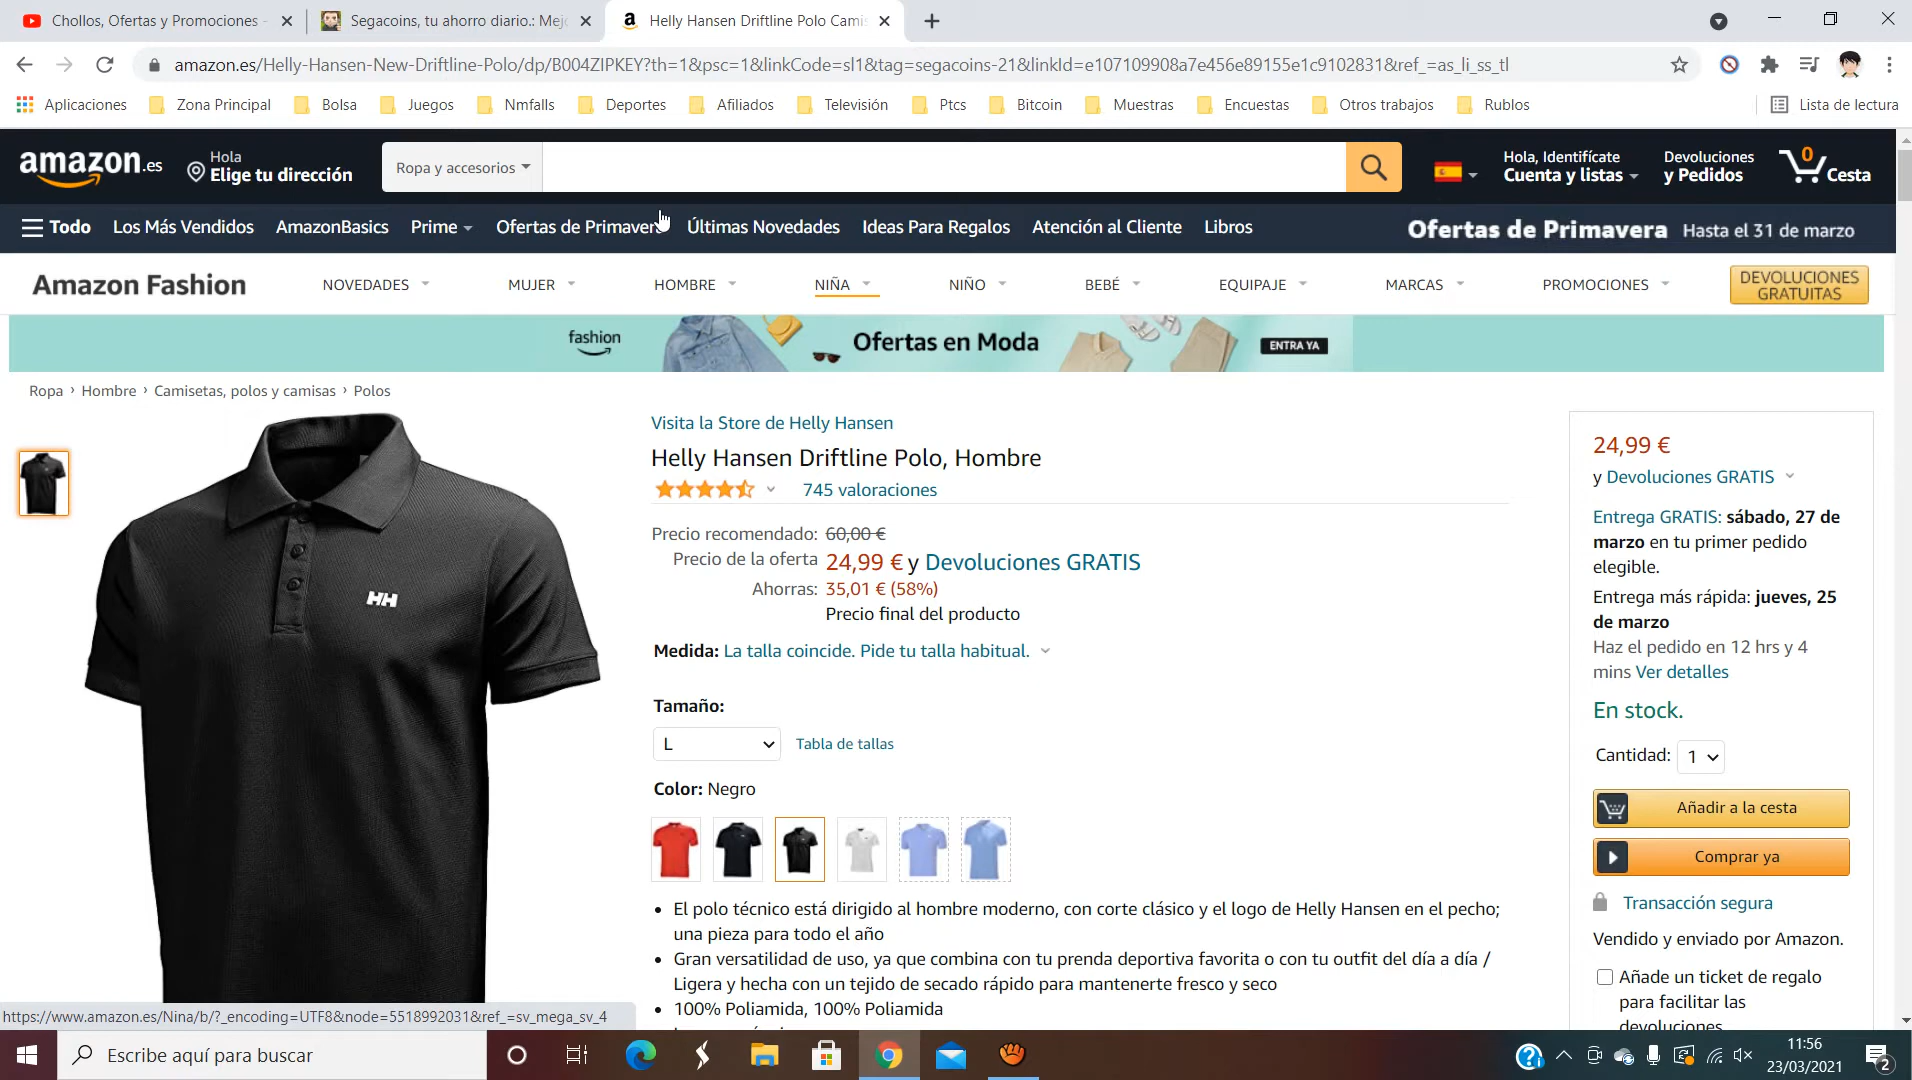 Chollos, Ofertas y Promociones -
Segacoins, tu ahorro diario.: Mejo
Helly Hansen Driftline Polo Camis
amazon.es/Helly-Hansen-New-Driftline-Polo/dp/B004ZIPKEY?th=1&psc=1&linkCode=sl1&tag=segacoins-21&linkId=e107109908a7e456e89155e1c9102831&ref_=as_li_ss_tl
Aplicaciones
Zona Principal
Bolsa
Juegos
Nmfalls
Deportes
Afiliados
Televisión
Ptcs
Bitcoin
Muestras
Encuestas
Otros trabajos
Rublos
Lista de lectura
amazon.es
Hola
Elige tu dirección
Ropa y accesorios
Hola, Identifícate
Cuenta y listas
Devoluciones
y Pedidos
0
Cesta
Todo
Los Más Vendidos
AmazonBasics
Prime
Ofertas de Primavera
Últimas Novedades
Ideas Para Regalos
Atención al Cliente
Libros
Ofertas de Primavera Hasta el 31 de marzo
Amazon Fashion
NOVEDADES
MUJER
HOMBRE
NIÑA
NIÑO
BEBÉ
EQUIPAJE
MARCAS
PROMOCIONES
DEVOLUCIONES
GRATUITAS
fashion
Ofertas en Moda
ENTRA YA
Ropa › Hombre › Camisetas, polos y camisas › Polos
HH
Visita la Store de Helly Hansen
Helly Hansen Driftline Polo, Hombre
745 valoraciones
Precio recomendado: 60,00 €
Precio de la oferta 24,99 € y Devoluciones GRATIS
Ahorras: 35,01 € (58%)
Precio final del producto
Medida: La talla coincide. Pide tu talla habitual.
Tamaño:
L
Tabla de tallas
Color: Negro
• El polo técnico está dirigido al hombre moderno, con corte clásico y el logo de Helly Hansen en el pecho;
una pieza para todo el año
• Gran versatilidad de uso, ya que combina con tu prenda deportiva favorita o con tu outfit del día a día /
Ligera y hecha con un tejido de secado rápido para mantenerte fresco y seco
• 100% Poliamida, 100% Poliamida
24,99 €
y Devoluciones GRATIS
Entrega GRATIS: sábado, 27 de
marzo en tu primer pedido
elegible.
Entrega más rápida: jueves, 25
de marzo
Haz el pedido en 12 hrs y 4
mins Ver detalles
En stock.
Cantidad: 1
Añadir a la cesta
Comprar ya
Transacción segura
Vendido y enviado por Amazon.
Añade un ticket de regalo
para facilitar las
devoluciones
https://www.amazon.es/Nina/b/?_encoding=UTF8&node=5518992031&ref_=sv_mega_sv_4
Escribe aquí para buscar
11:56
23/03/2021
2